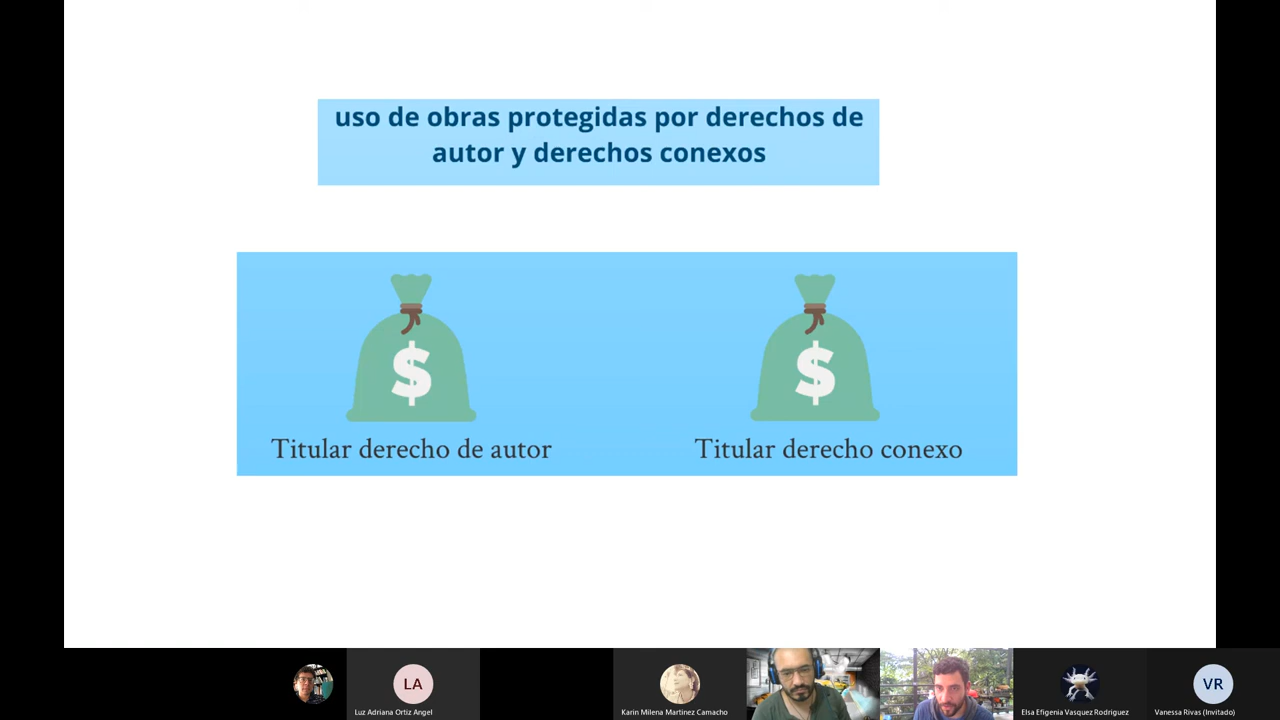 uso de obras protegidas por derechos de
autor y derechos conexos
$
$
Titular derecho de autor
Titular derecho conexo
LA
Luz Adriana Ortiz Angel
Karin Milena Martinez Camacho
Elsa Efigenia Vasquez Rodriguez
VR
Vanessa Rivas (Invitado)